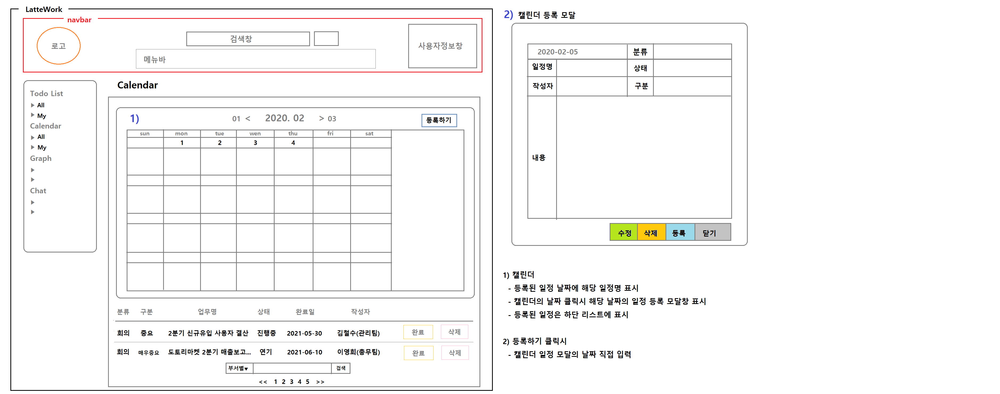 LatteWork
navbar
로고
검색창
메뉴바
사용자정보창
Todo List
▶ All
▶ My
Calendar
▶ All
▶ My
Graph
▶
▶
Chat
▶
▶
Calendar
1)
01 < 2020. 02 > 03
등록하기
sun mon tue wen thu fri sat
1 2 3 4
분류 구분 업무명 상태 완료일 작성자
회의 중요 2분기 신규유입 사용자 결산 진행중 2021-05-30 김철수(관리팀) 완료 삭제
회의 매우중요 도토리마켓 2분기 매출보고... 연기 2021-06-10 이영희(총무팀) 완료 삭제
부서별▼ 검색
<< 1 2 3 4 5 >>
2) 캘린더 등록 모달
2020-02-05 분류
일정명 상태
작성자 구분
내용
수정 삭제 등록 닫기
1) 캘린더
- 등록된 일정 날짜에 해당 일정명 표시
- 캘린더의 날짜 클릭시 해당 날짜의 일정 등록 모달창 표시
- 등록된 일정은 하단 리스트에 표시
2) 등록하기 클릭시
- 캘린더 일정 모달의 날짜 직접 입력